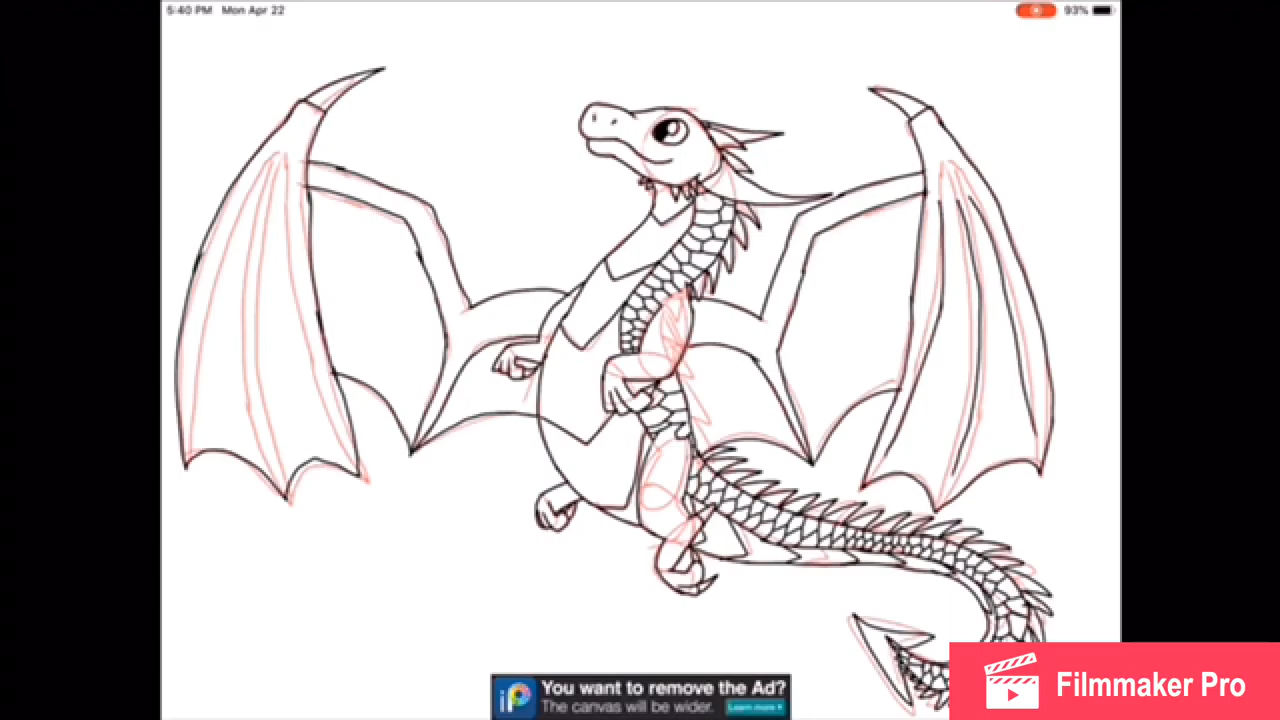 5:40 PM Mon Apr 22
93%
You want to remove the Ad?
The canvas will be wider.
Learn more
iP
Filmmaker Pro